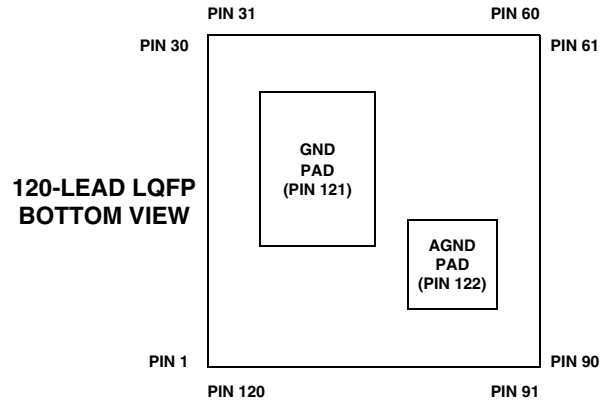 PIN 31
PIN 60
PIN 30
PIN 61
GND
PAD
(PIN 121)
120-LEAD LQFP
BOTTOM VIEW
AGND
PAD
(PIN 122)
PIN 1
PIN 90
PIN 120
PIN 91